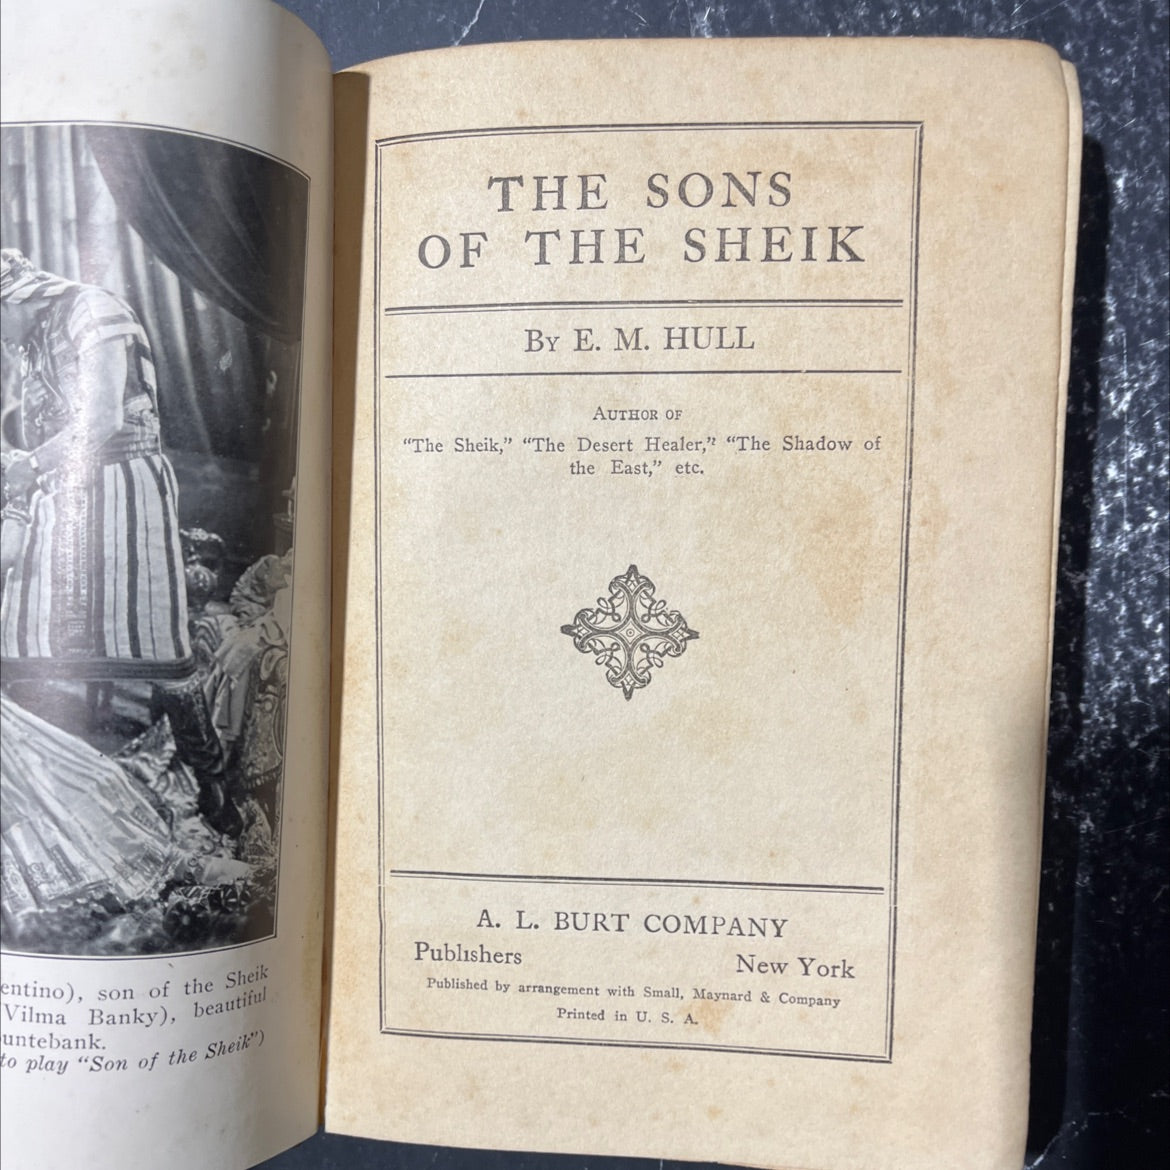 entino), son of the Sheik
Vilma Banky), beautiful
untebank.
to play "Son of the Sheik")
THE SONS
OF THE SHEIK
By E. M. HULL
Author of
“The Sheik,” “The Desert Healer,” “The Shadow of
the East,” etc.
A. L. BURT COMPANY
Publishers New York
Published by arrangement with Small, Maynard & Company
Printed in U. S. A.